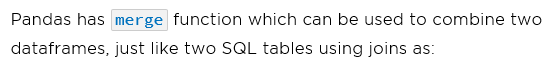 Pandas has merge function which can be used to combine two
dataframes, just like two SQL tables using joins as: